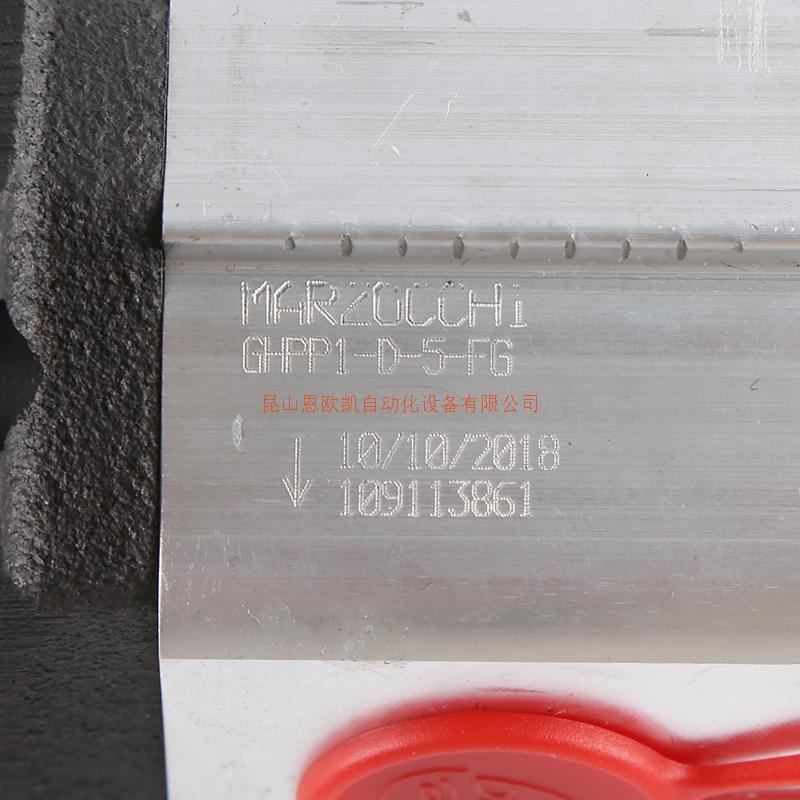 MARZOCCHi
GHPP1-D-5-FG
昆山恩欧凯自动化设备有限公司
↓ 10/10/2018
109113861